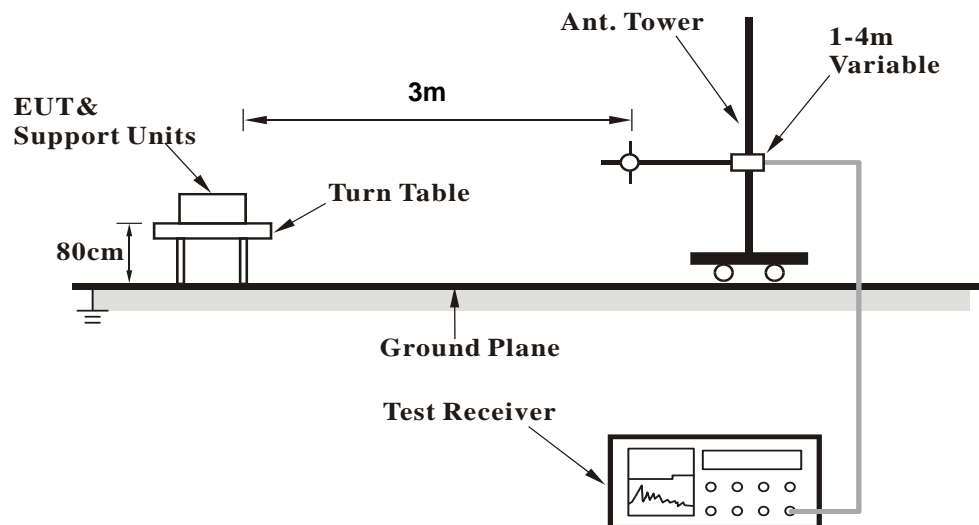 Ant. Tower
1-4m
Variable
3m
EUT&
Support Units
Turn Table
80cm
Ground Plane
Test Receiver